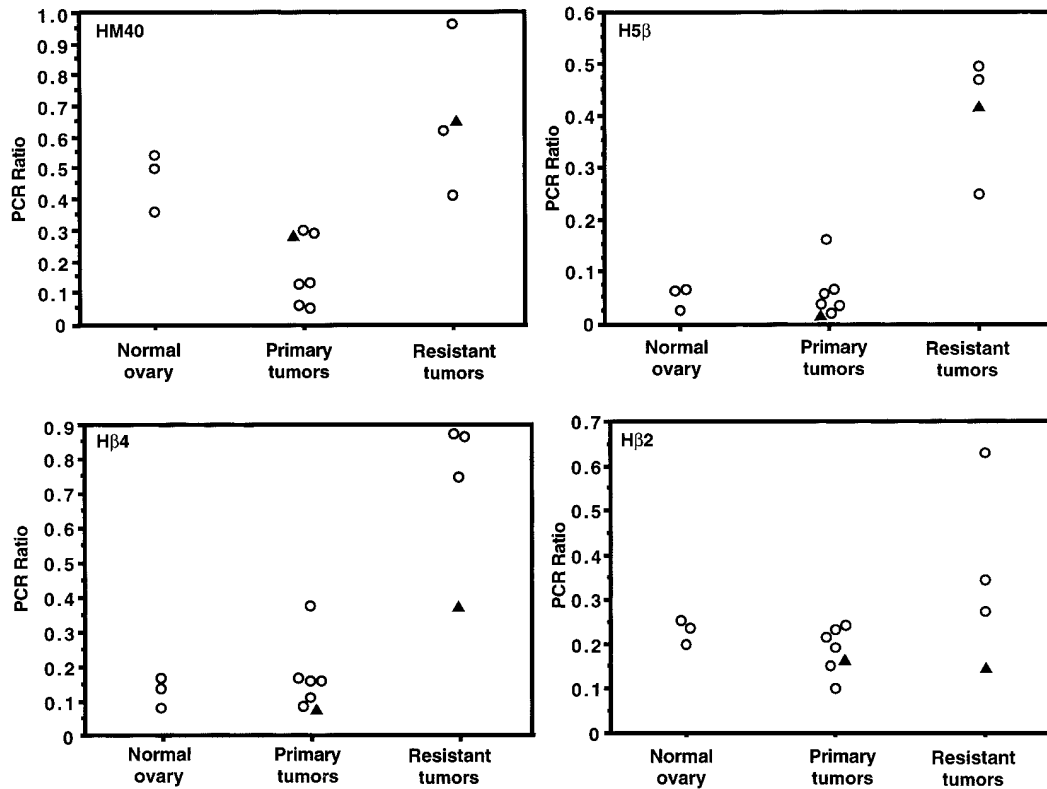 HM40
PCR Ratio
1.0
0.9
0.8
0.7
0.6
0.5
0.4
0.3
0.2
0.1
0
Normal ovary
Primary tumors
Resistant tumors
H5β
PCR Ratio
0.6
0.5
0.4
0.3
0.2
0.1
0
Normal ovary
Primary tumors
Resistant tumors
Hβ4
PCR Ratio
0.9
0.8
0.7
0.6
0.5
0.4
0.3
0.2
0.1
0
Normal ovary
Primary tumors
Resistant tumors
Hβ2
PCR Ratio
0.7
0.6
0.5
0.4
0.3
0.2
0.1
0
Normal ovary
Primary tumors
Resistant tumors